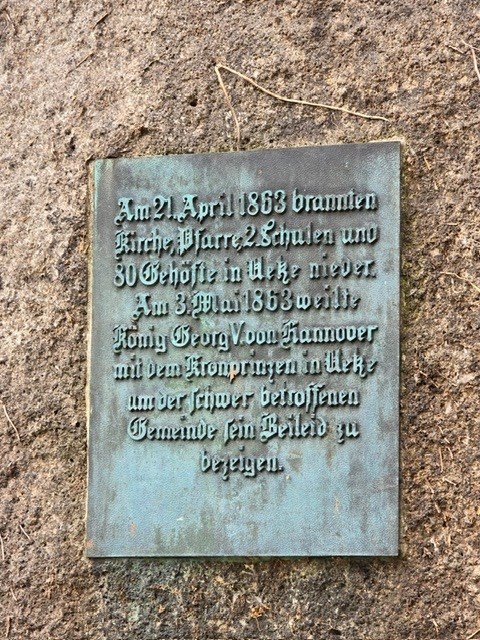 Am 21. April 1863 brannten
Kirche, Pfarre, 2. Schulen und
80 Gehöfte in Uetze nieder.
Am 3. Mai 1863 weilte
König Georg V. von Hannover
mit dem Kronprinzen in Uetze
um der schwer betroffenen
Gemeinde sein Beileid zu
bezeigen.